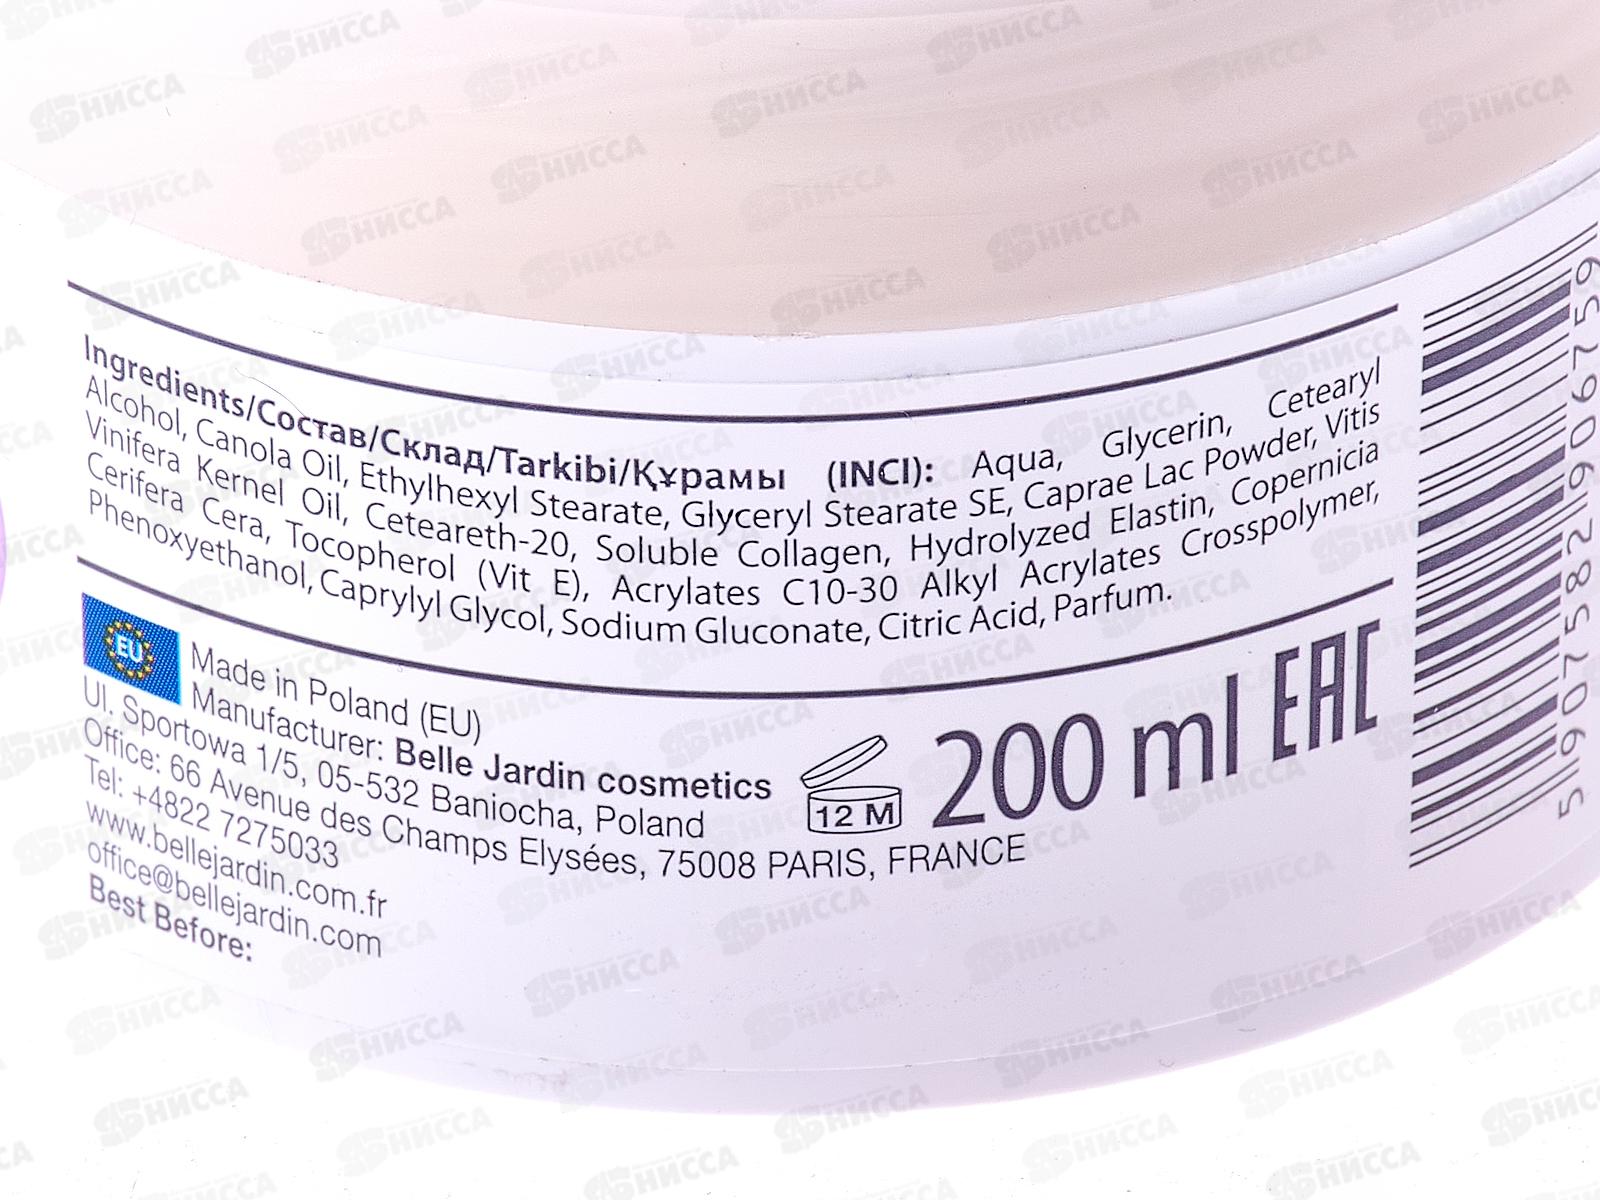 Ingredients/Состав/Склад/Tarkibi/Құрамы (INCI): Aqua, Glycerin, Cetearyl
Alcohol, Canola Oil, Ethylhexyl Stearate, Glyceryl Stearate SE, Caprae Lac Powder, Vitis
Vinifera Kernel Oil, Ceteareth-20, Soluble Collagen, Hydrolyzed Elastin, Copernicia
Cerifera Cera, Tocopherol (Vit E), Acrylates C10-30 Alkyl Acrylates Crosspolymer,
Phenoxyethanol, Caprylyl Glycol, Sodium Gluconate, Citric Acid, Parfum.
EU
Made in Poland (EU)
Manufacturer: Belle Jardin cosmetics
Ul. Sportowa 1/5, 05-532 Baniocha, Poland
Office: 66 Avenue des Champs Elysées, 75008 PARIS, FRANCE
Tel: +4822 7275033
www.bellejardin.com.fr
office@bellejardin.com
Best Before:
12 M
200 ml
EAC
5 907582 906759
НИССА